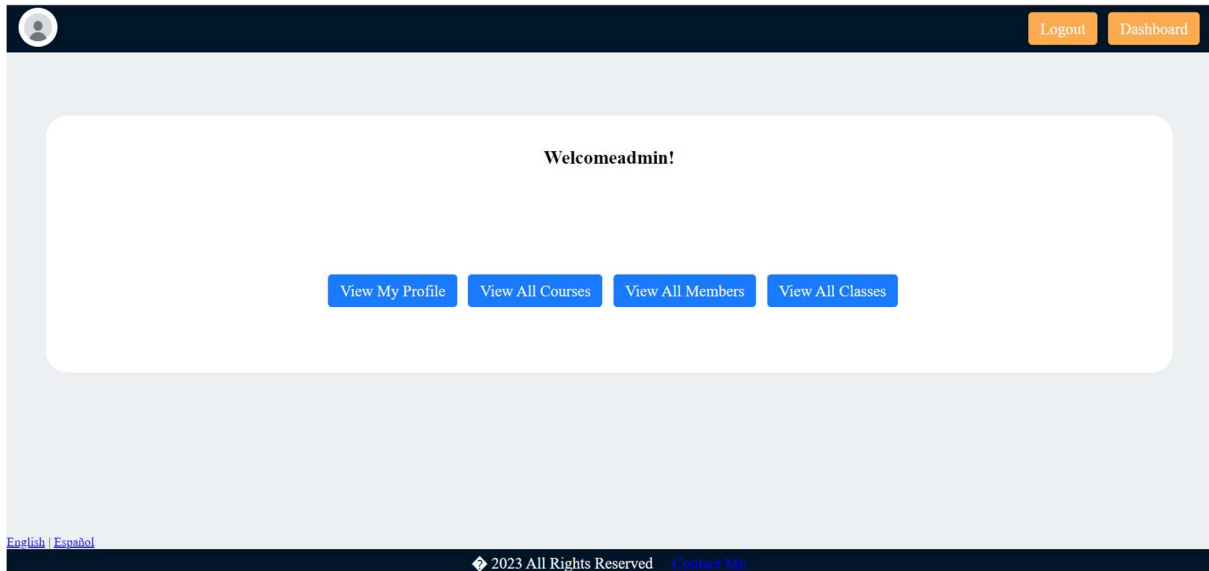 Logout Dashboard
Welcomeadmin!
View My Profile View All Courses View All Members View All Classes
English | Español
� 2023 All Rights Reserved Contact Me